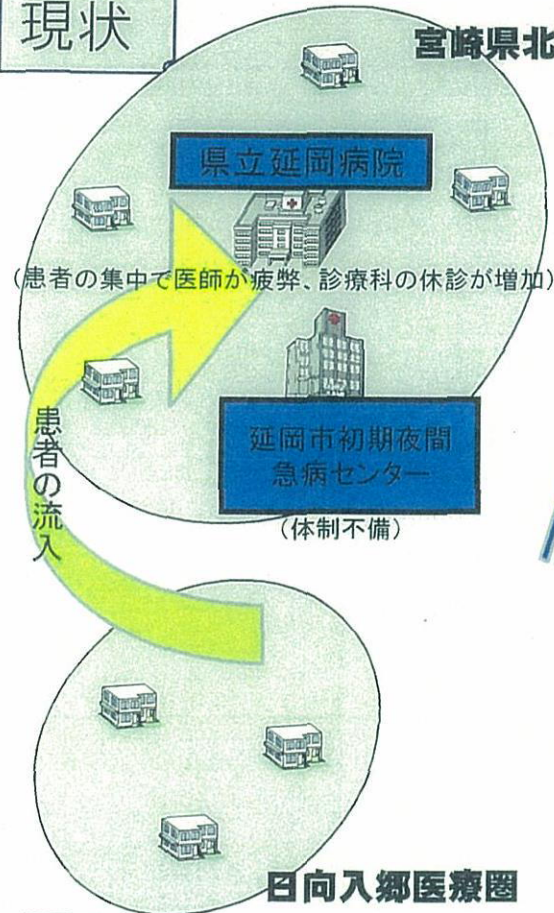 現状
宮崎県北
県立延岡病院
(患者の集中で医師が疲弊、診療科の休診が増加)
延岡市初期夜間
急病センター
(体制不備)
患者の流入
日向入郷医療圏